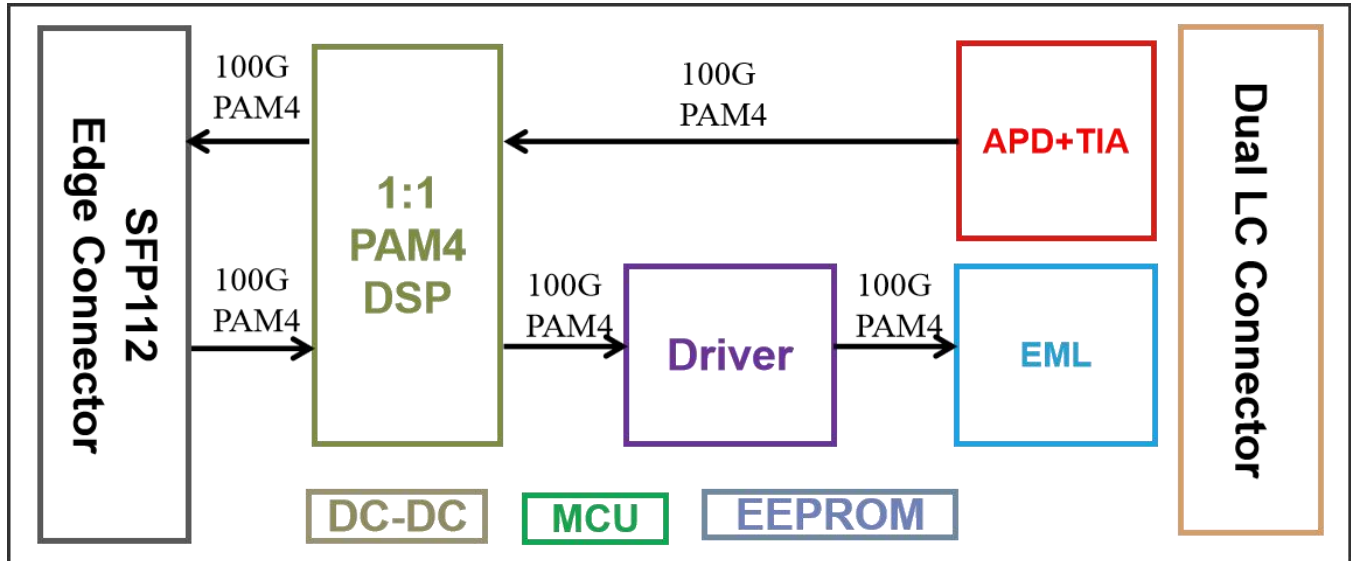 SFP112
Edge Connector
100G
PAM4
100G
PAM4
1:1
PAM4
DSP
100G
PAM4
APD+TIA
100G
PAM4
Driver
100G
PAM4
EML
Dual LC Connector
DC-DC
MCU
EEPROM